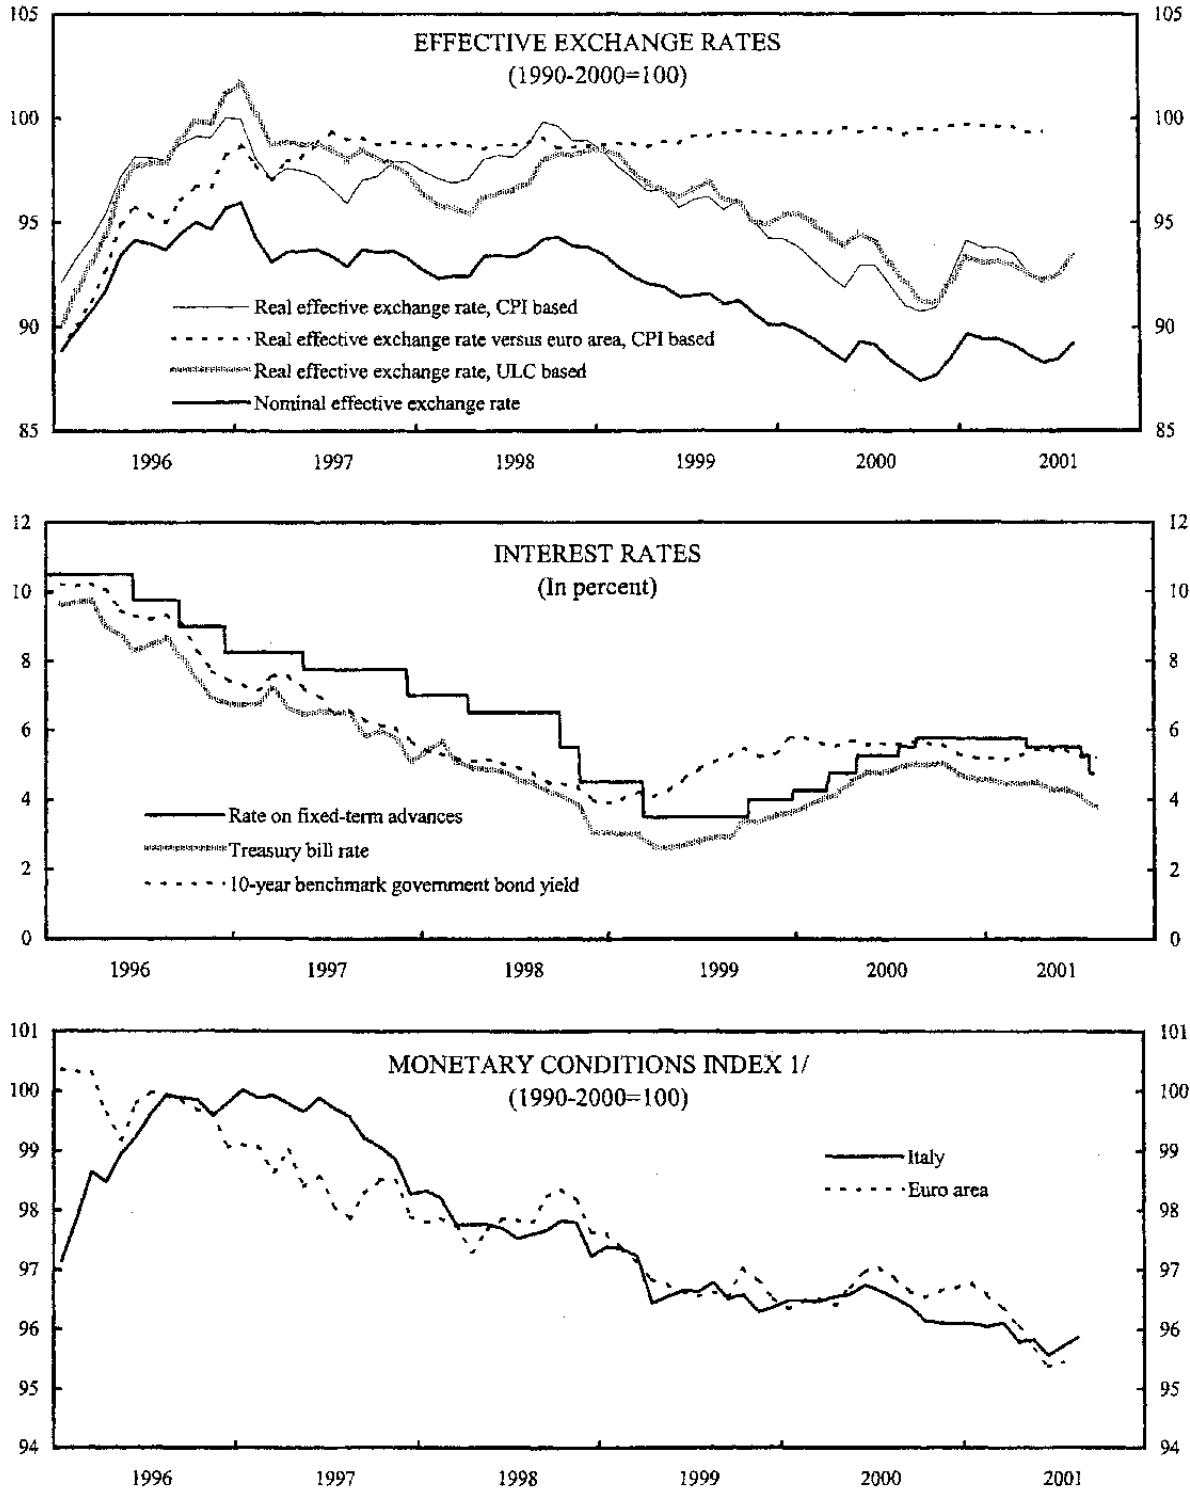 EFFECTIVE EXCHANGE RATES
(1990-2000=100)
105 105
100 100
95 95
90 90
85 85
Real effective exchange rate, CPI based
Real effective exchange rate versus euro area, CPI based
Real effective exchange rate, ULC based
Nominal effective exchange rate
1996 1997 1998 1999 2000 2001
INTEREST RATES
(In percent)
12 12
10 10
8 8
6 6
4 4
2 2
0 0
Rate on fixed-term advances
Treasury bill rate
10-year benchmark government bond yield
1996 1997 1998 1999 2000 2001
MONETARY CONDITIONS INDEX 1/
(1990-2000=100)
101 101
100 100
99 99
98 98
97 97
96 96
95 95
94 94
Italy
Euro area
1996 1997 1998 1999 2000 2001